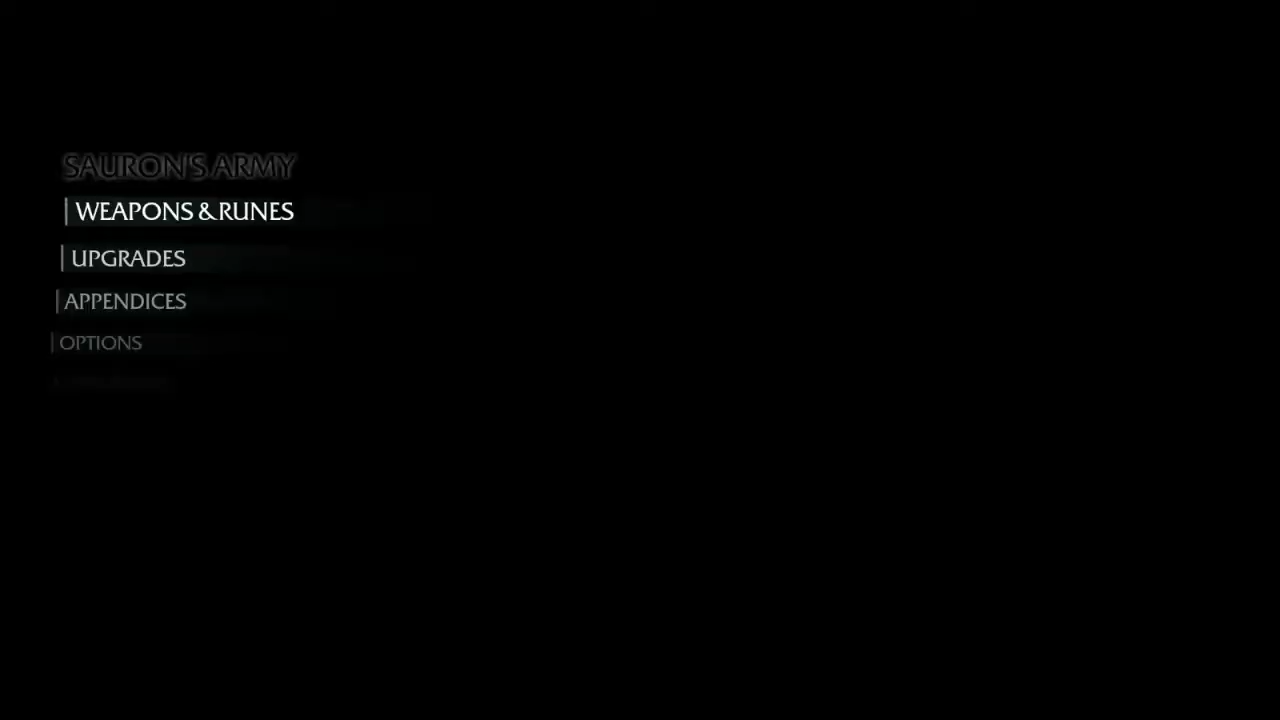 SAURON'S ARMY
WEAPONS & RUNES
UPGRADES
APPENDICES
OPTIONS